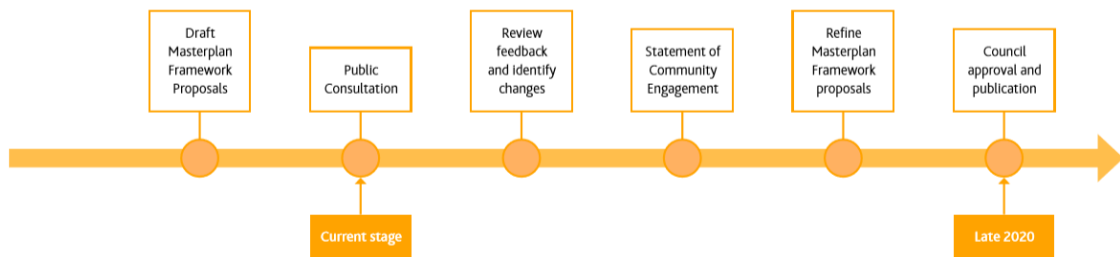 Draft
Masterplan
Framework
Proposals
Public
Consultation
Review
feedback
and identify
changes
Statement of
Community
Engagement
Refine
Masterplan
Framework
proposals
Council
approval and
publication
Current stage
Late 2020